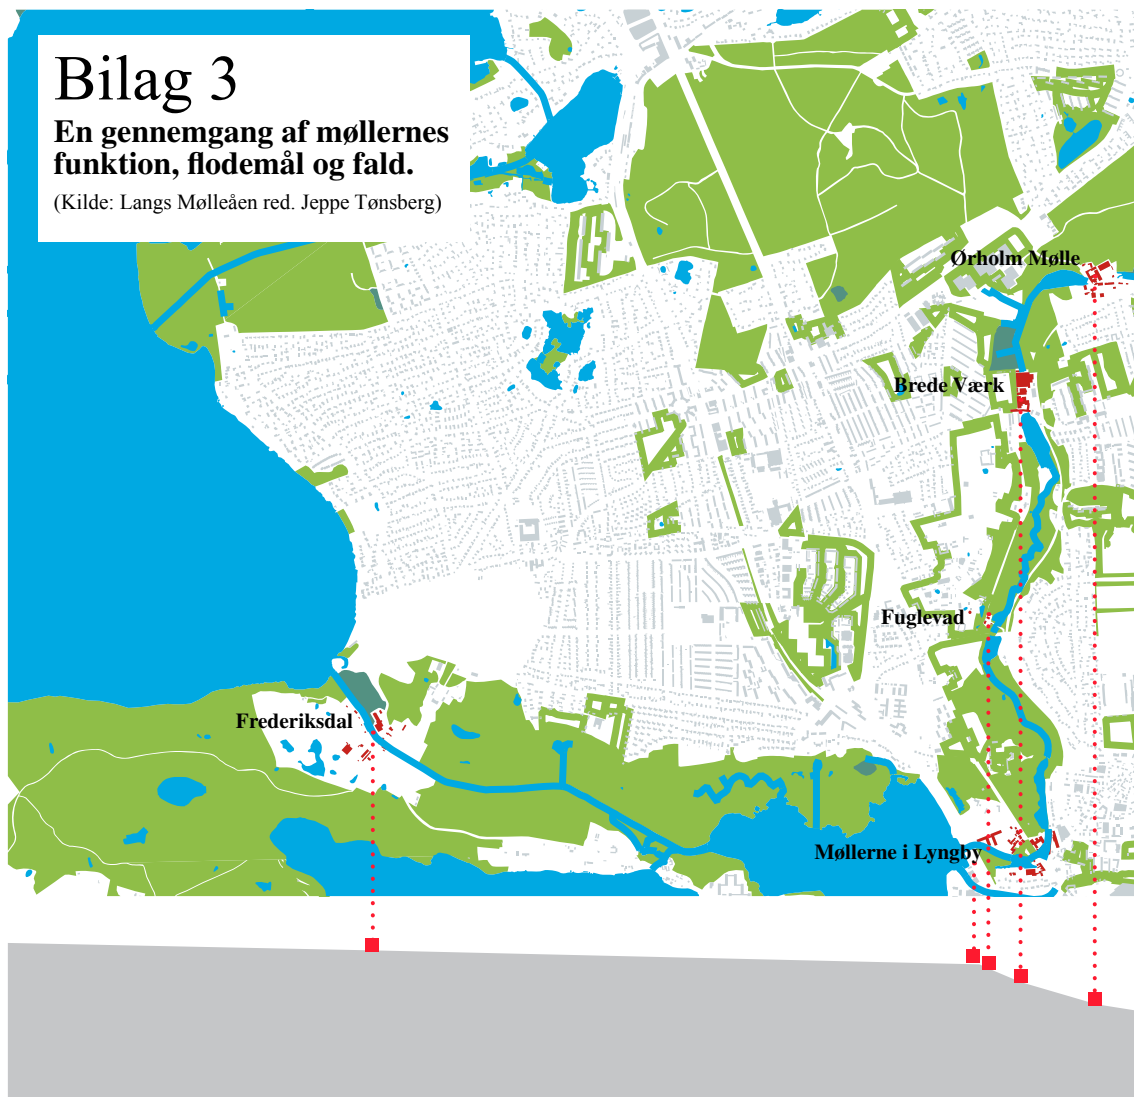 Bilag 3
En gennemgang af møllernes
funktion, flodemål og fald.
(Kilde: Langs Mølleåen red. Jeppe Tønsberg)
Ørholm Mølle
Brede Værk
Fuglevad
Frederiksdal
Møllerne i Lyngby